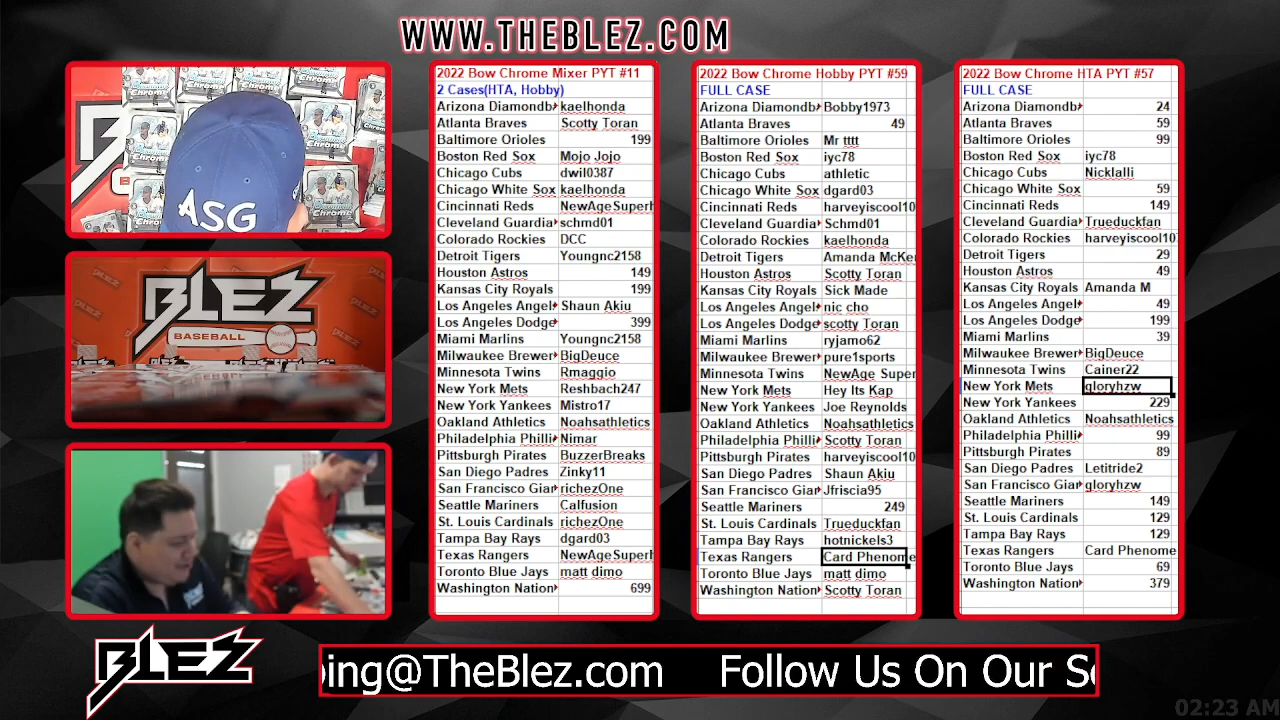 WWW.THEBLEZ.COM
ASG
BLEZ
BASEBALL
2022 Bow Chrome Mixer PYT #11
2 Cases(HTA, Hobby)
Arizona Diamondb kaelhonda
Atlanta Braves Scotty Toran
Baltimore Orioles 199
Boston Red Sox Mojo Jojo
Chicago Cubs dwil0387
Chicago White Sox kaelhonda
Cincinnati Reds NewAgeSuperh
Cleveland Guardia schmd01
Colorado Rockies DCC
Detroit Tigers Youngnc2158
Houston Astros 149
Kansas City Royals 199
Los Angeles Angel Shaun Akiu
Los Angeles Dodge 399
Miami Marlins Youngnc2158
Milwaukee Brewer BigDeuce
Minnesota Twins Rmaggio
New York Mets Reshbach247
New York Yankees Mistro17
Oakland Athletics Noahsathletics
Philadelphia Philli Nimar
Pittsburgh Pirates BuzzerBreaks
San Diego Padres Zinky11
San Francisco Giar richezOne
Seattle Mariners Calfusion
St. Louis Cardinals richezOne
Tampa Bay Rays dgard03
Texas Rangers NewAgeSuperh
Toronto Blue Jays matt dimo
Washington Nation 699
2022 Bow Chrome Hobby PYT #59
FULL CASE
Arizona Diamondb Bobby1973
Atlanta Braves 49
Baltimore Orioles Mr tttt
Boston Red Sox iyc78
Chicago Cubs athletic
Chicago White Sox dgard03
Cincinnati Reds harveyiscool10
Cleveland Guardia Schmd01
Colorado Rockies kaelhonda
Detroit Tigers Amanda McKe
Houston Astros Scotty Toran
Kansas City Royals Sick Made
Los Angeles Angel nic cho
Los Angeles Dodge scotty Toran
Miami Marlins ryjamo62
Milwaukee Brewer pure1sports
Minnesota Twins NewAge Super
New York Mets Hey Its Kap
New York Yankees Joe Reynolds
Oakland Athletics Noahsathletics
Philadelphia Philli Scotty Toran
Pittsburgh Pirates harveyiscool10
San Diego Padres Shaun Akiu
San Francisco Giar Jfriscia95
Seattle Mariners 249
St. Louis Cardinals Trueduckfan
Tampa Bay Rays hotnickels3
Texas Rangers Card Phenome
Toronto Blue Jays matt dimo
Washington Nation Scotty Toran
2022 Bow Chrome HTA PYT #57
FULL CASE
Arizona Diamondb 24
Atlanta Braves 59
Baltimore Orioles 99
Boston Red Sox iyc78
Chicago Cubs Nicklalli
Chicago White Sox 59
Cincinnati Reds 149
Cleveland Guardia Trueduckfan
Colorado Rockies harveyiscool10
Detroit Tigers 29
Houston Astros 49
Kansas City Royals Amanda M
Los Angeles Angel 49
Los Angeles Dodge 199
Miami Marlins 39
Milwaukee Brewer BigDeuce
Minnesota Twins Cainer22
New York Mets gloryhzw
New York Yankees 229
Oakland Athletics Noahsathletics
Philadelphia Philli 99
Pittsburgh Pirates 89
San Diego Padres Letitride2
San Francisco Giar gloryhzw
Seattle Mariners 149
St. Louis Cardinals 129
Tampa Bay Rays 129
Texas Rangers Card Phenome
Toronto Blue Jays 69
Washington Nation 379
BLEZ
ping@TheBlez.com Follow Us On Our So
02:23 AM